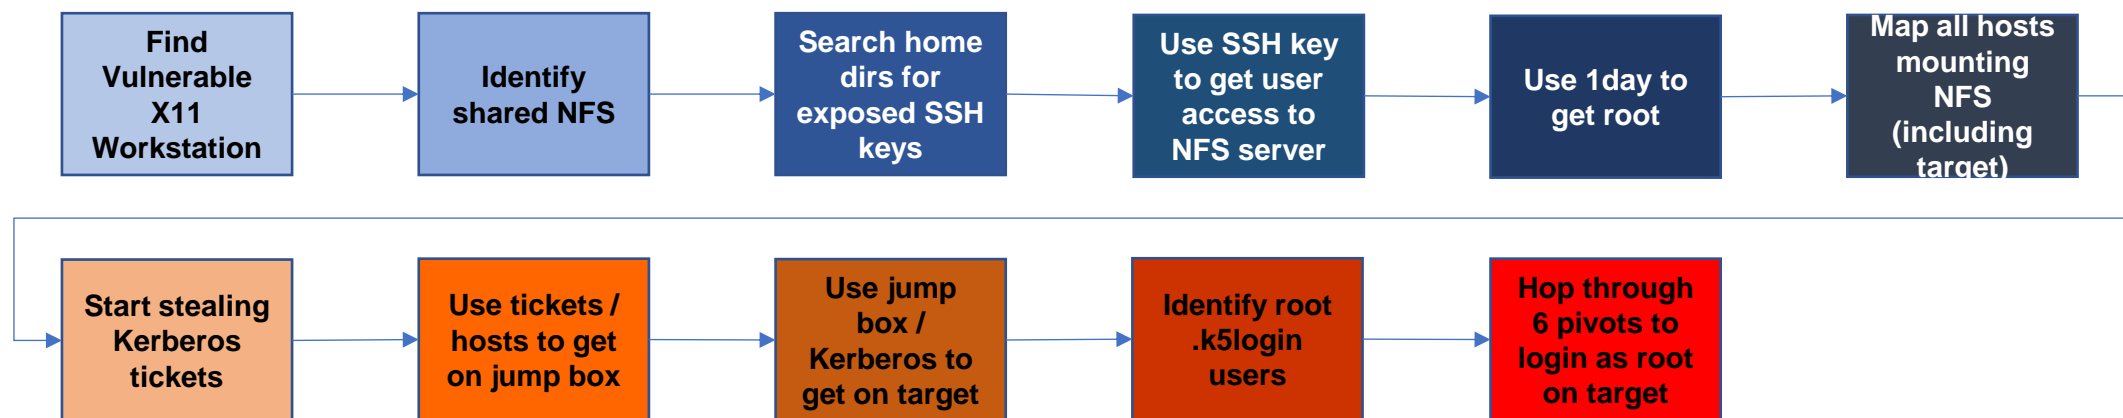 Find
Vulnerable
X11
Workstation
Identify
shared NFS
Search home
dirs for
exposed SSH
keys
Use SSH key
to get user
access to
NFS server
Use 1day to
get root
Map all hosts
mounting
NFS
(including
target)
Start stealing
Kerberos
tickets
Use tickets /
hosts to get
on jump box
Use jump
box /
Kerberos to
get on target
Identify root
.k5login
users
Hop through
6 pivots to
login as root
on target